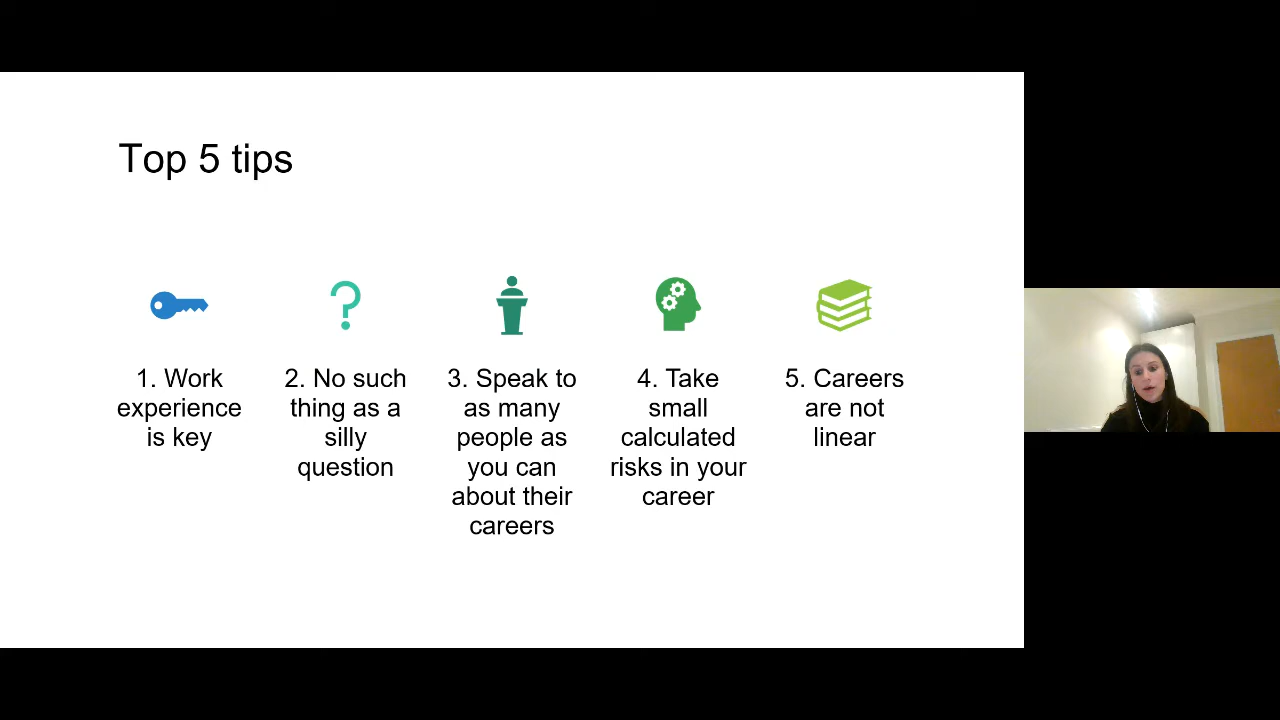 Top 5 tips
1. Work
experience
is key
2. No such
thing as a
silly
question
3. Speak to
as many
people as
you can
about their
careers
4. Take
small
calculated
risks in your
career
5. Careers
are not
linear